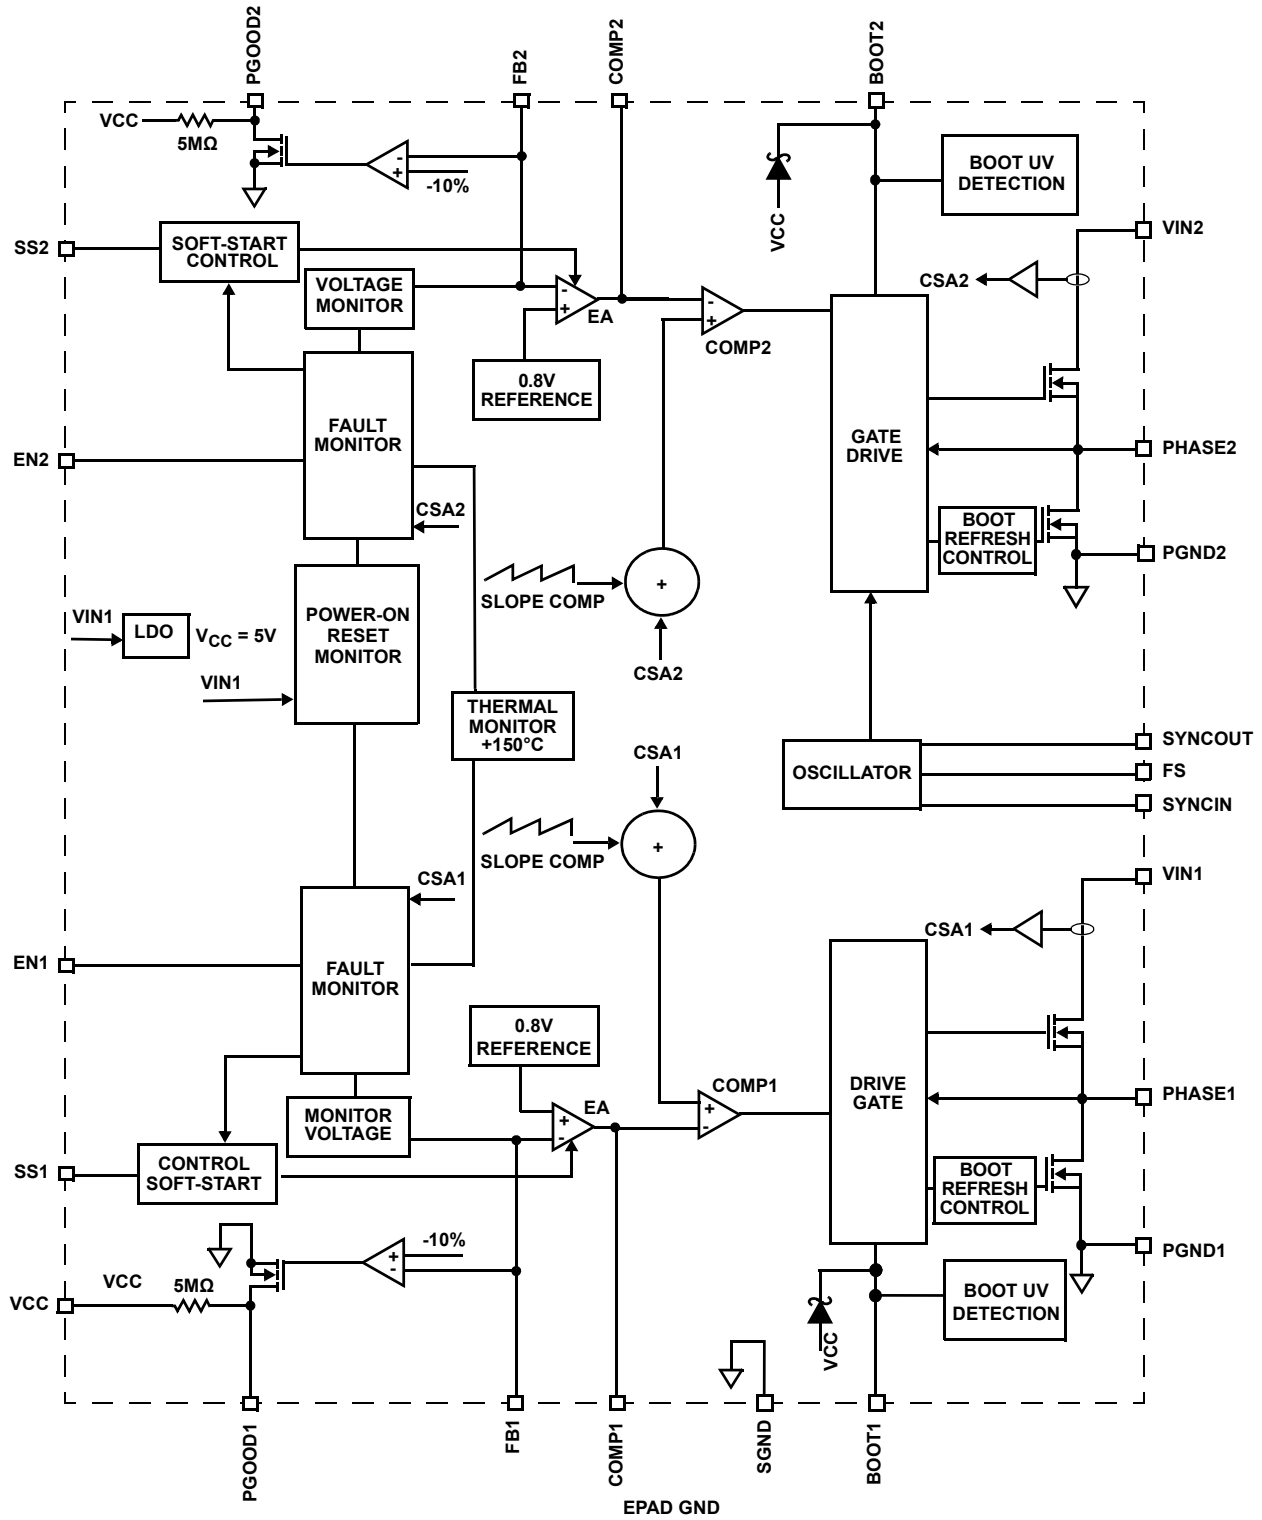 PGOOD2
FB2
COMP2
BOOT2
VCC
5MΩ
-
+
-10%
VCC
BOOT UV
DETECTION
SS2
SOFT-START
CONTROL
VIN2
VOLTAGE
MONITOR
-
+
EA
-
+
COMP2
CSA2
0.8V
REFERENCE
FAULT
MONITOR
GATE
DRIVE
EN2
PHASE2
CSA2
BOOT
REFRESH
CONTROL
PGND2
SLOPE COMP
+
CSA2
VIN1
LDO
VCC = 5V
POWER-ON
RESET
MONITOR
VIN1
THERMAL
MONITOR
+150°C
CSA1
OSCILLATOR
SYNCOUT
FS
SYNCIN
SLOPE COMP
+
CSA1
VIN1
CSA1
EN1
FAULT
MONITOR
0.8V
REFERENCE
COMP1
+
-
EA
+
-
DRIVE
GATE
PHASE1
MONITOR
VOLTAGE
SS1
CONTROL
SOFT-START
BOOT
REFRESH
CONTROL
PGND1
-10%
+
-
VCC
VCC
5MΩ
BOOT UV
DETECTION
VCC
PGOOD1
FB1
COMP1
SGND
BOOT1
EPAD GND